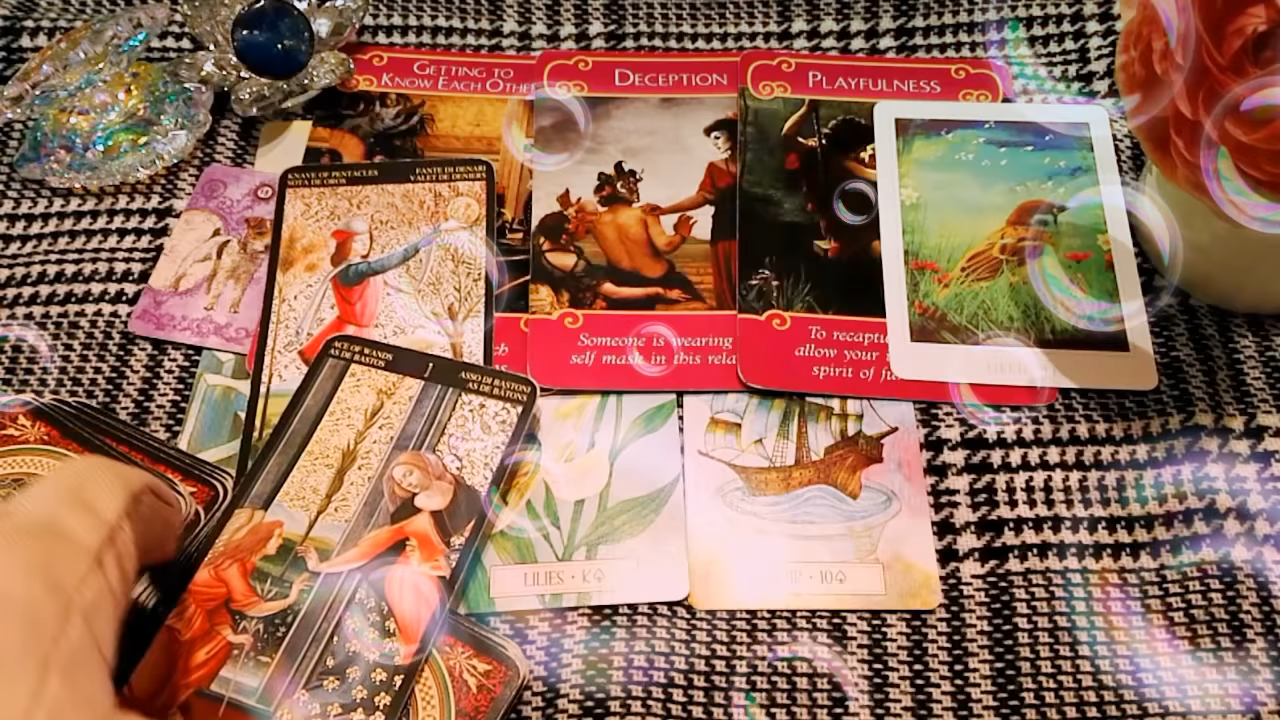 GETTING TO
KNOW EACH OTHER
DECEPTION
PLAYFULNESS
KNAVE OF PENTACLES
SOTA DE OROS
FANTE DI DENARI
VALET DE DENIERS
Someone is wearing
self mask in this rela
To recaptu
allow your
spirit of fu
ACE OF WANDS
AS DE BASTOS
1
ASSO DI BASTONI
AS DE BÂTONS
LILIES • K♤
• 10♤